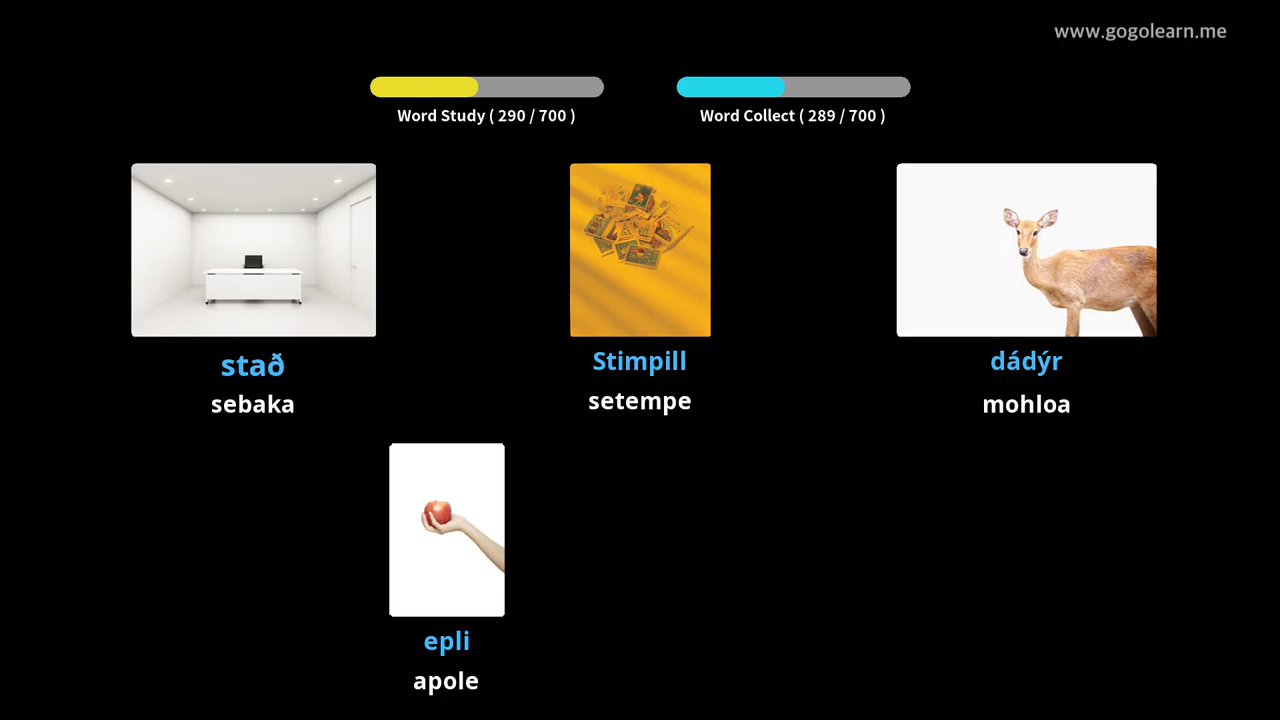 www.gogolearn.me
Word Study ( 290 / 700 )
Word Collect ( 289 / 700 )
stað
sebaka
Stimpill
setempe
dádýr
mohloa
epli
apole